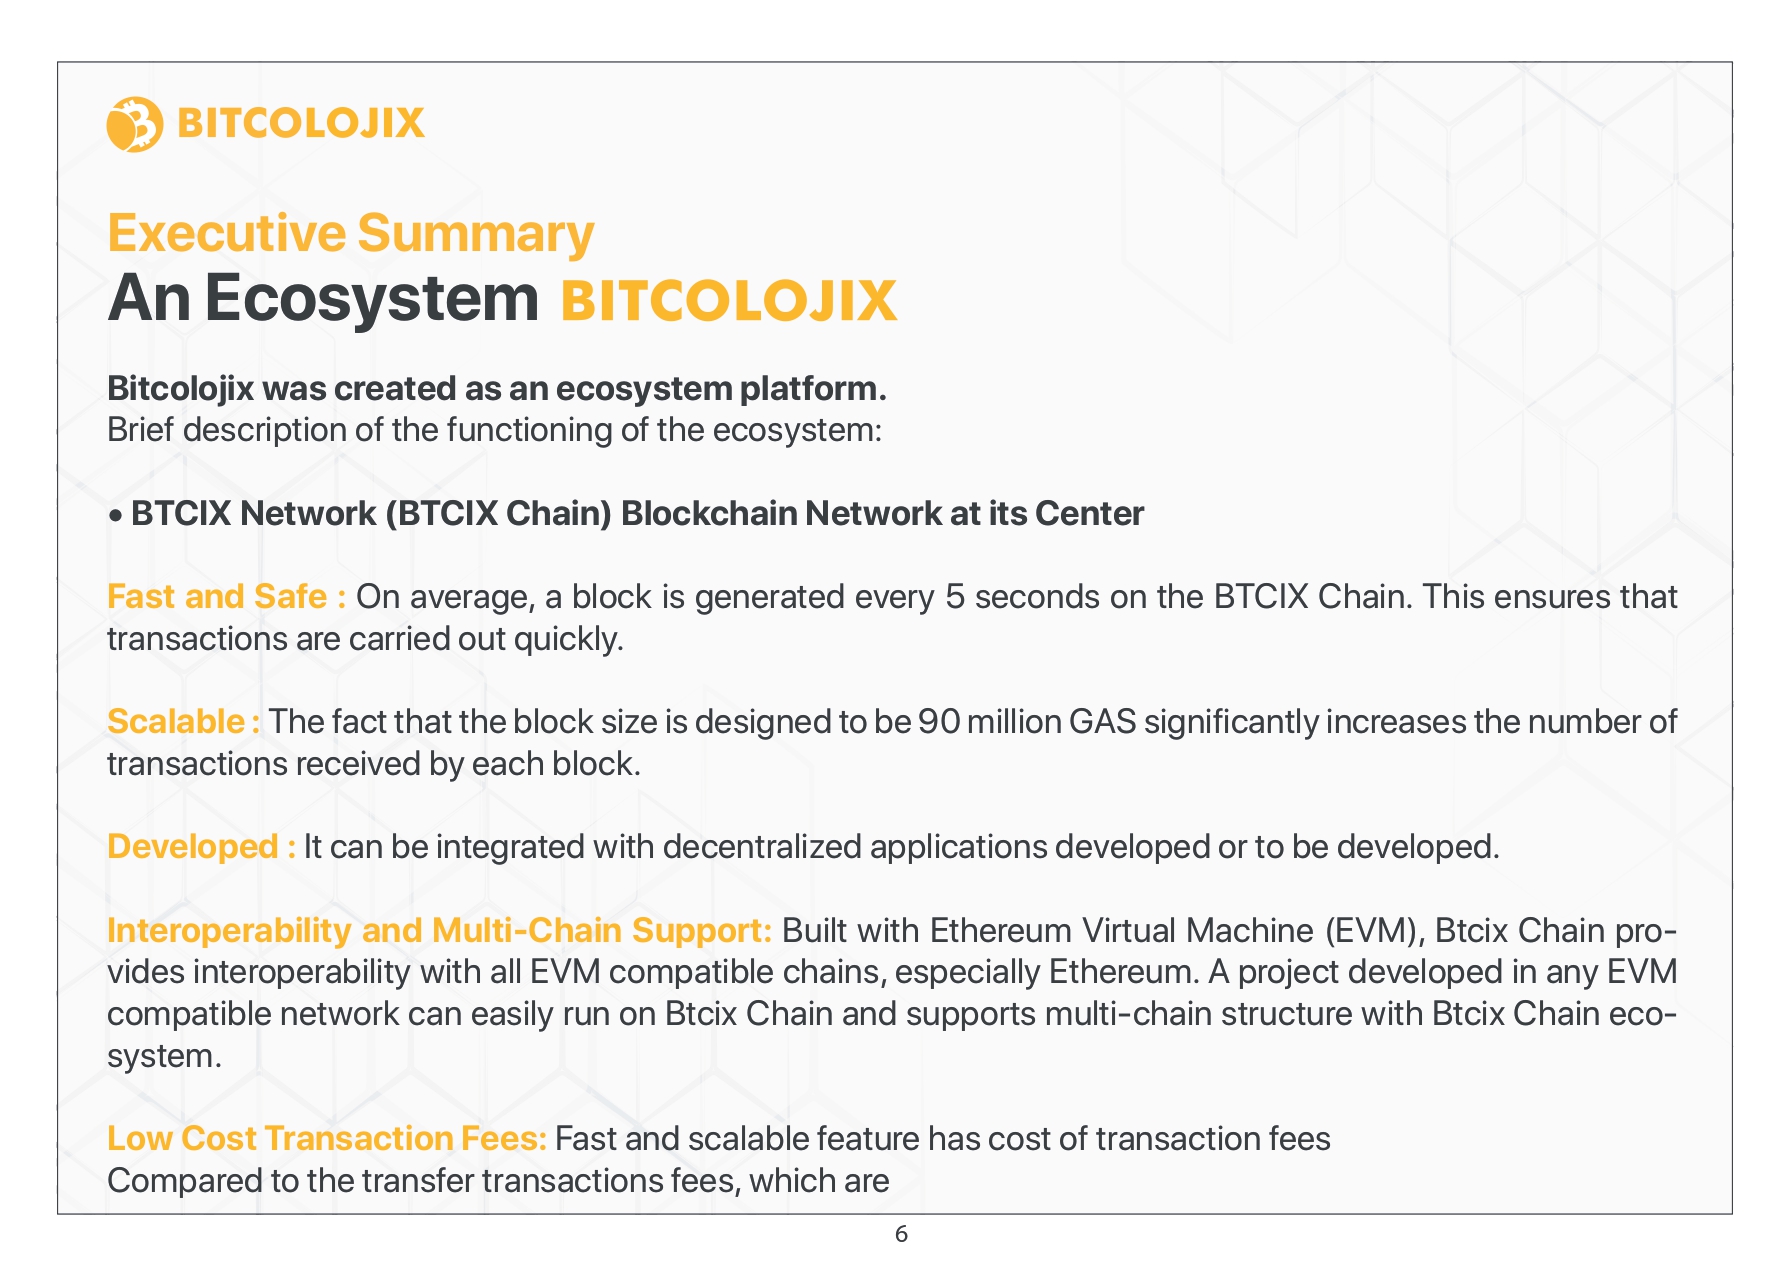 BITCOLOJIX
Executive Summary
An Ecosystem BITCOLOJIX
Bitcolojix was created as an ecosystem platform.
Brief description of the functioning of the ecosystem:
• BTCIX Network (BTCIX Chain) Blockchain Network at its Center
Fast and Safe : On average, a block is generated every 5 seconds on the BTCIX Chain. This ensures that
transactions are carried out quickly.
Scalable : The fact that the block size is designed to be 90 million GAS significantly increases the number of
transactions received by each block.
Developed : It can be integrated with decentralized applications developed or to be developed.
Interoperability and Multi-Chain Support: Built with Ethereum Virtual Machine (EVM), Btcix Chain pro-
vides interoperability with all EVM compatible chains, especially Ethereum. A project developed in any EVM
compatible network can easily run on Btcix Chain and supports multi-chain structure with Btcix Chain eco-
system.
Low Cost Transaction Fees: Fast and scalable feature has cost of transaction fees
Compared to the transfer transactions fees, which are
6